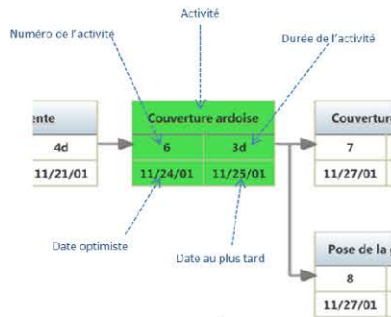 Activité
Numéro de l'activité
Durée de l'activité
ente
Couverture ardoise
Couverture
4d
6
3d
7
11/21/01
11/24/01
11/25/01
11/27/01
Date optimiste
Date au plus tard
Pose de la
8
11/27/01